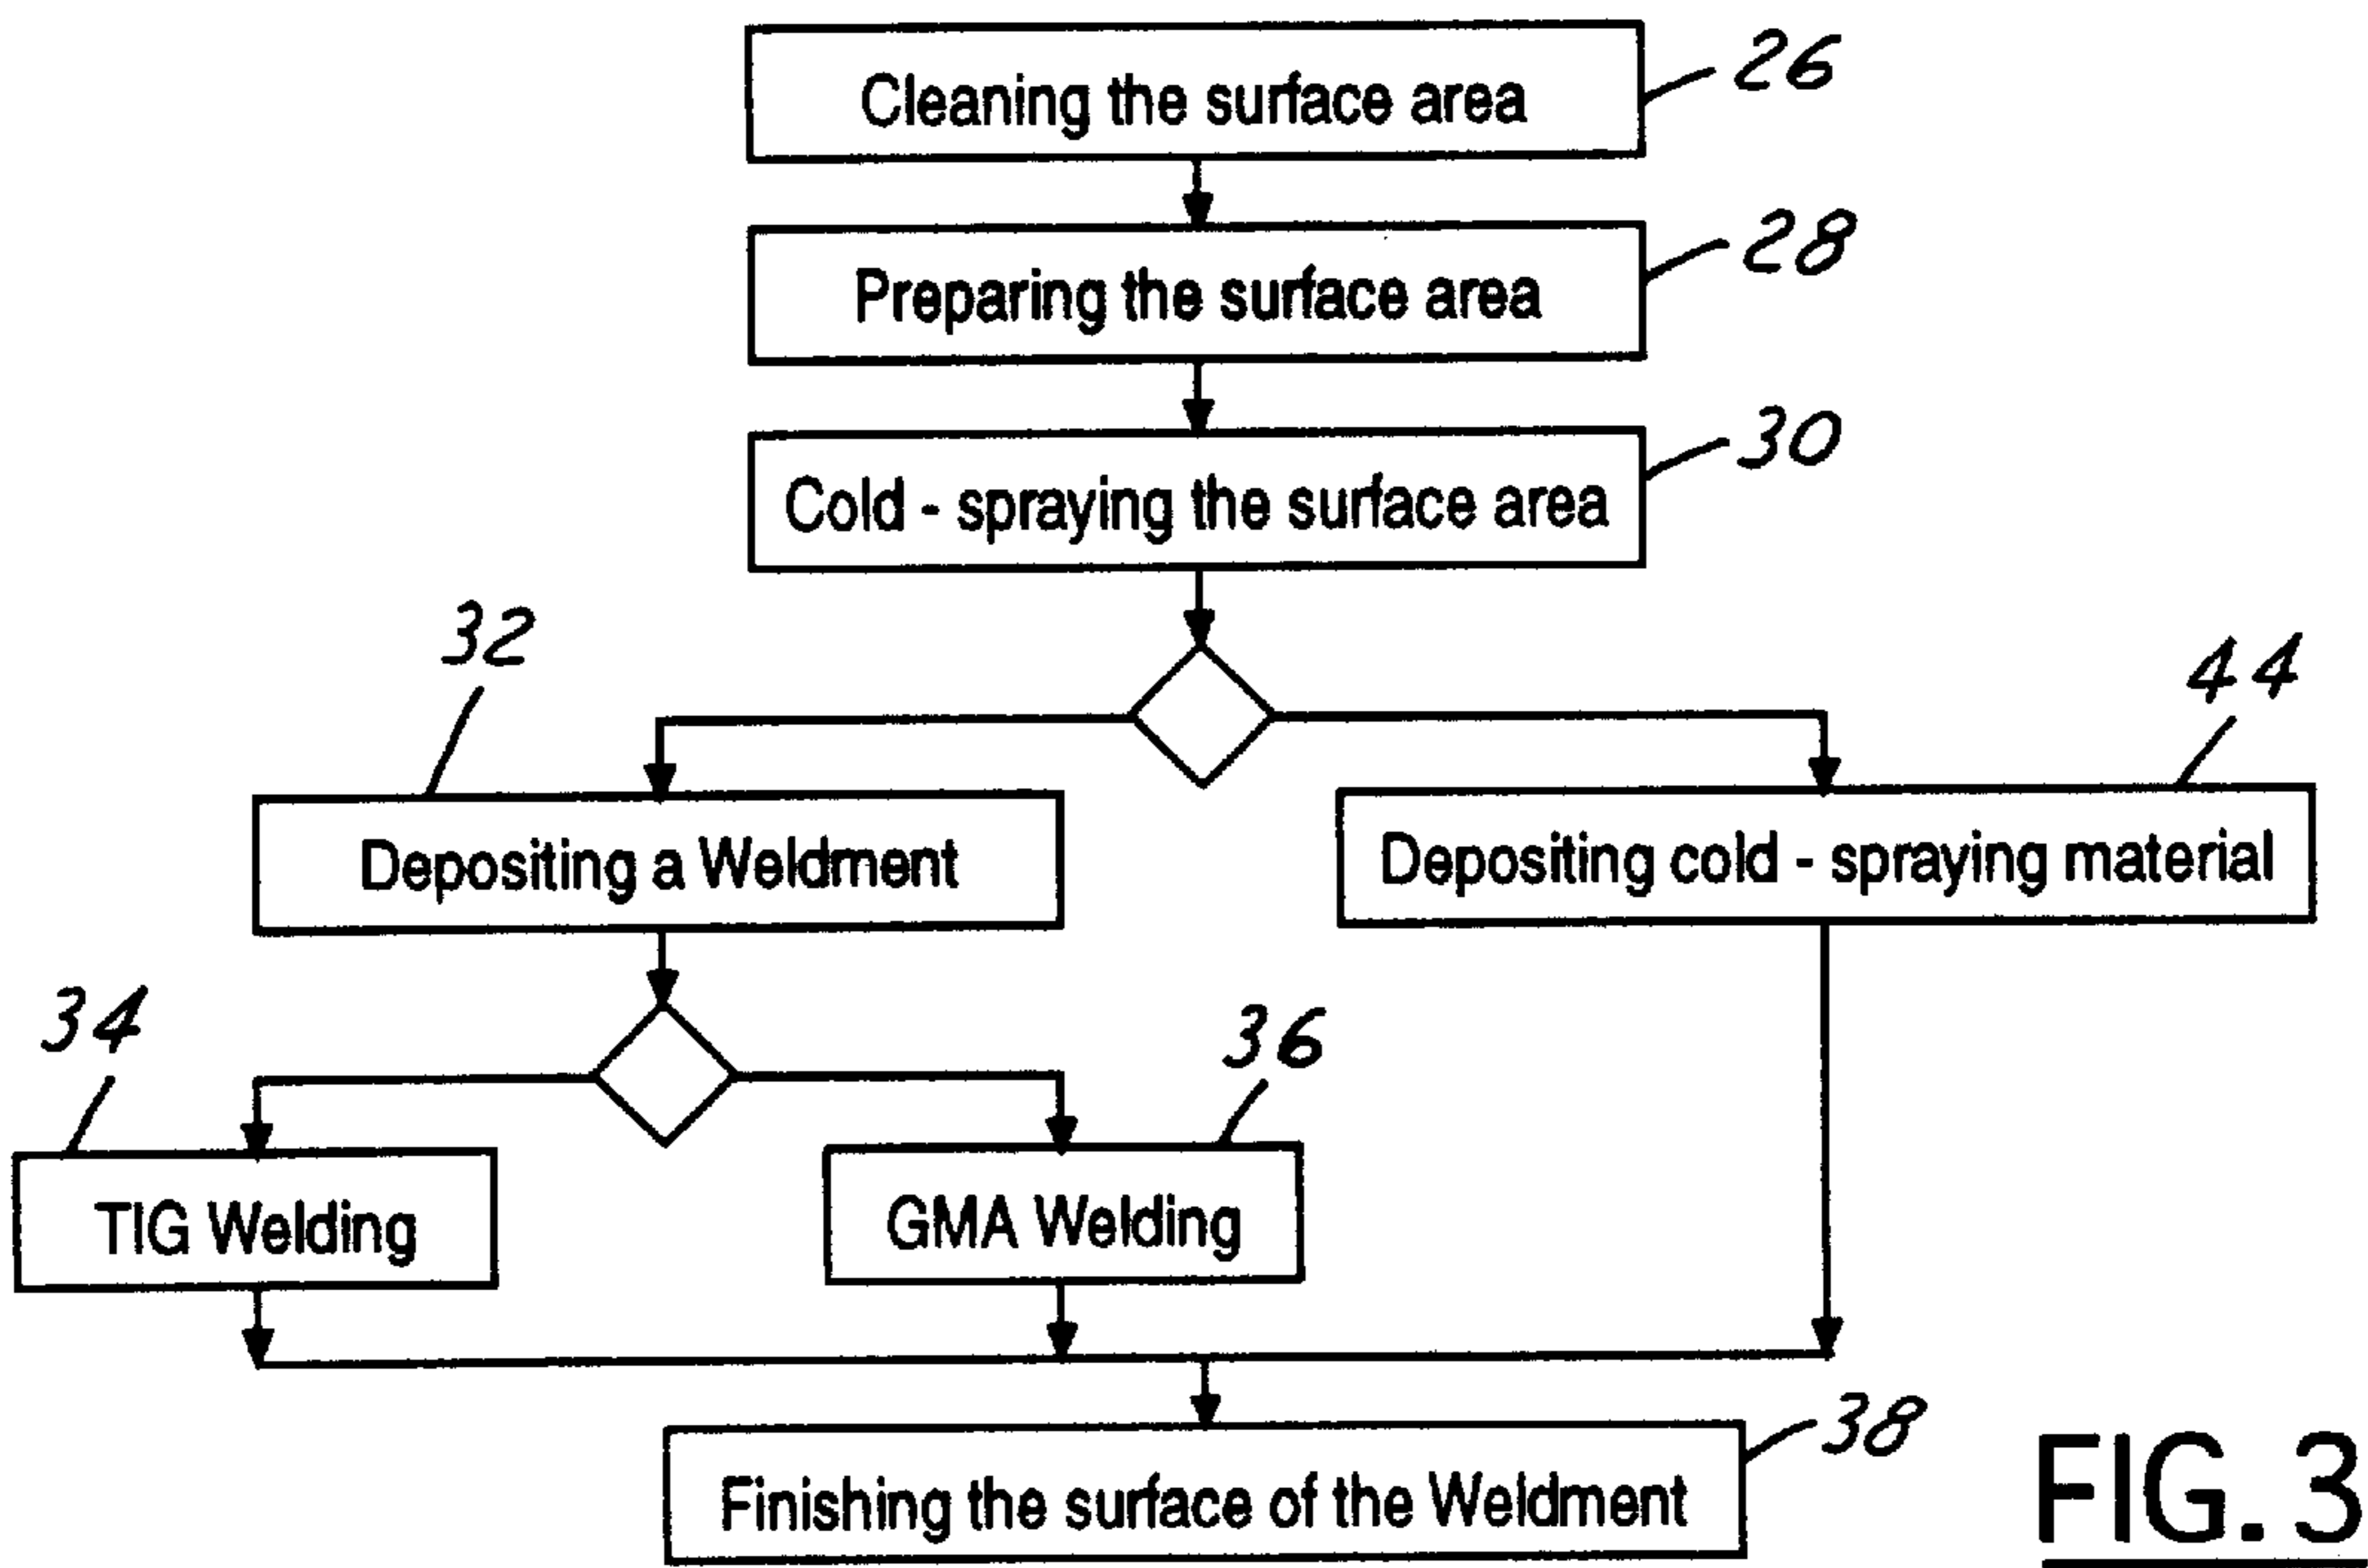 Cleaning the surface area
26
Preparing the surface area
28
Cold - spraying the surface area
30
32
44
Depositing a Weldment
Depositing cold - spraying material
34
36
TIG Welding
GMA Welding
38
Finishing the surface of the Weldment
FIG. 3